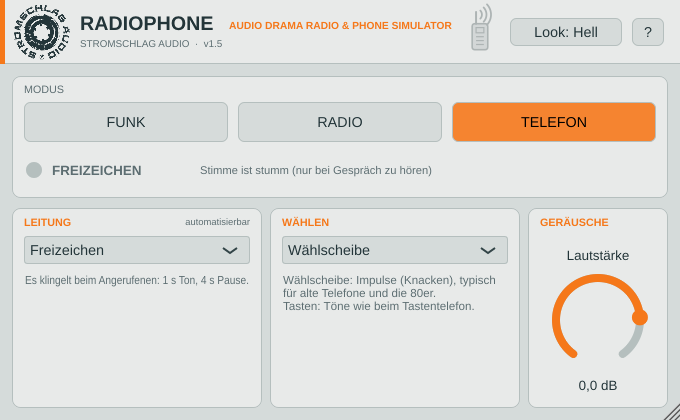 STROMSCHLAG AUDIO
RADIOPHONE
AUDIO DRAMA RADIO & PHONE SIMULATOR
STROMSCHLAG AUDIO · v1.5
Look: Hell
?
MODUS
FUNK
RADIO
TELEFON
FREIZEICHEN
Stimme ist stumm (nur bei Gespräch zu hören)
LEITUNG
automatisierbar
Freizeichen
Es klingelt beim Angerufenen: 1 s Ton, 4 s Pause.
WÄHLEN
Wählscheibe
Wählscheibe: Impulse (Knacken), typisch
für alte Telefone und die 80er.
Tasten: Töne wie beim Tastentelefon.
GERÄUSCHE
Lautstärke
0,0 dB